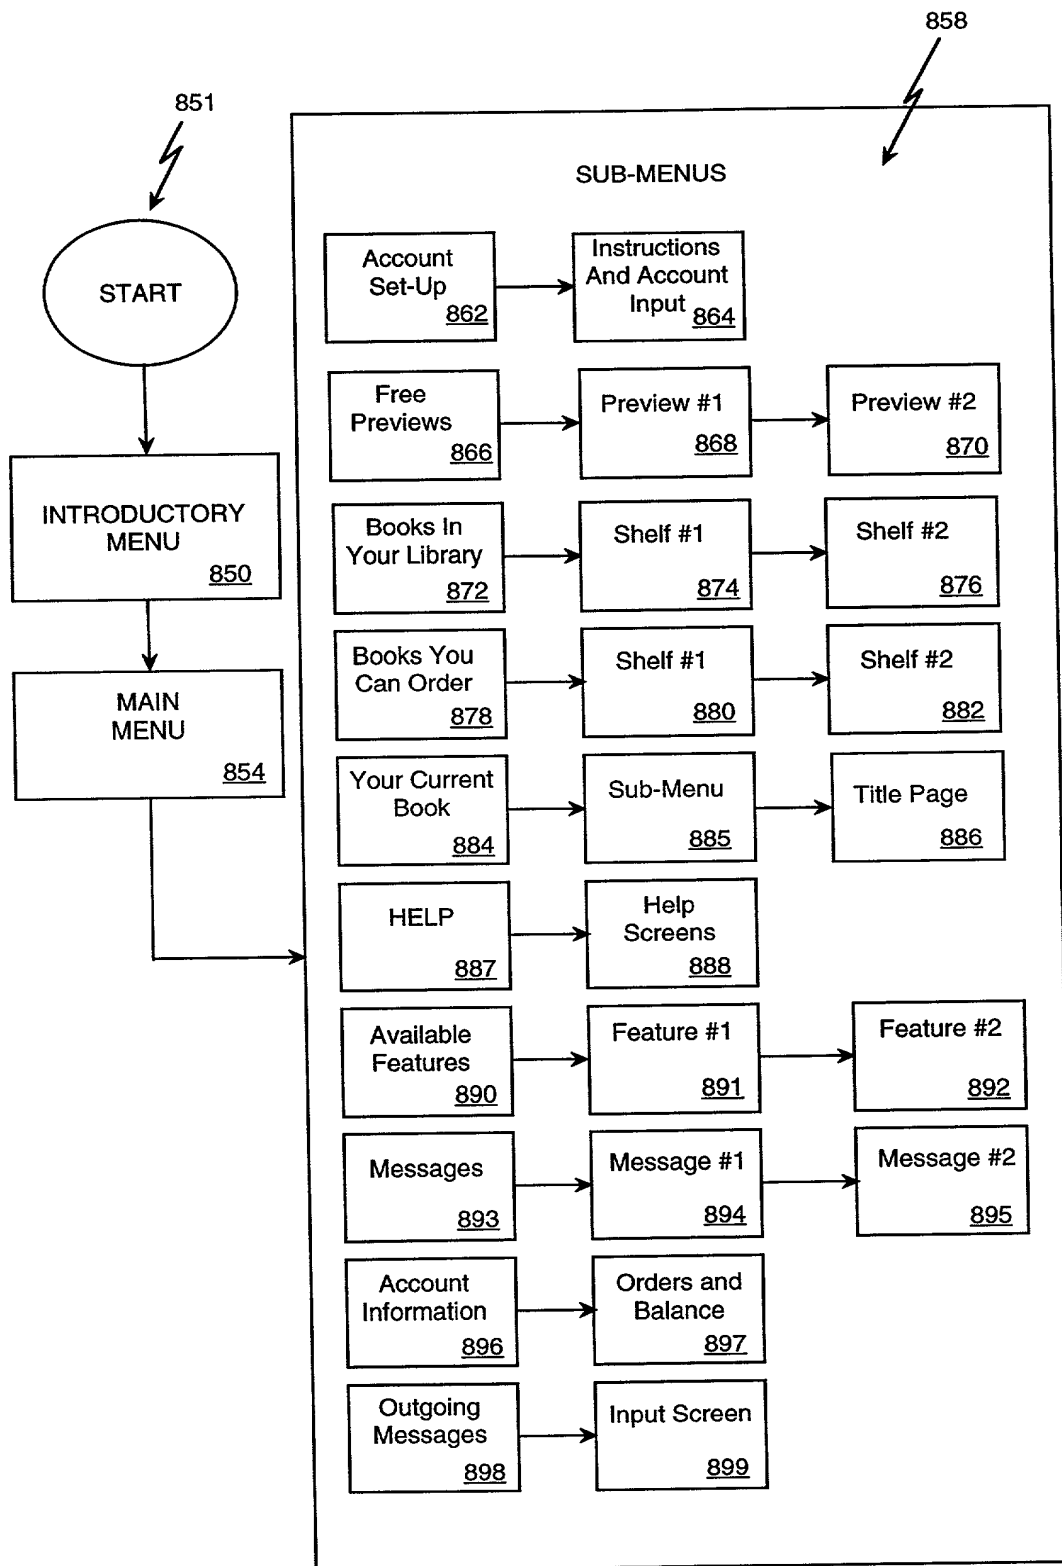 858
851
SUB-MENUS
START
INTRODUCTORY
MENU
850
MAIN
MENU
854
Account
Set-Up
862
Instructions
And Account
Input
864
Free
Previews
866
Preview #1
868
Preview #2
870
Books In
Your Library
872
Shelf #1
874
Shelf #2
876
Books You
Can Order
878
Shelf #1
880
Shelf #2
882
Your Current
Book
884
Sub-Menu
885
Title Page
886
HELP
887
Help
Screens
888
Available
Features
890
Feature #1
891
Feature #2
892
Messages
893
Message #1
894
Message #2
895
Account
Information
896
Orders and
Balance
897
Outgoing
Messages
898
Input Screen
899